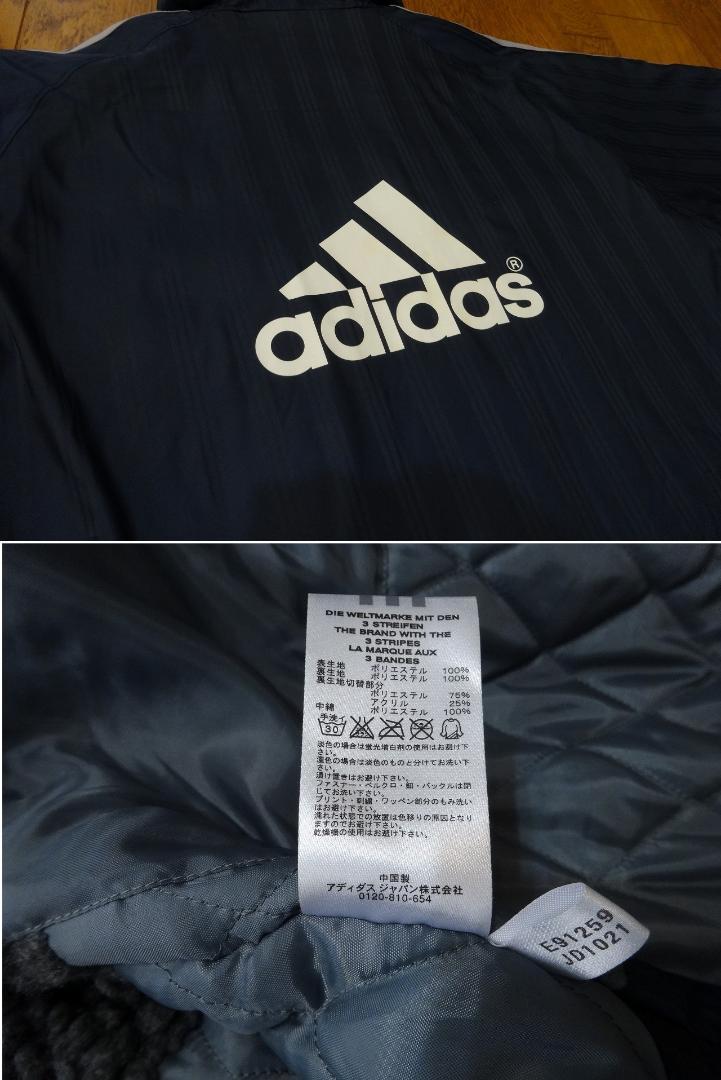 adidas®
DIE WELTMARKE MIT DEN
3 STREIFEN
THE BRAND WITH THE
3 STRIPES
LA MARQUE AUX
3 BANDES
表生地 ポリエステル 100%
裏生地 ポリエステル 100%
裏生地切替部分
ポリエステル 75%
アクリル 25%
中綿 ポリエステル 100%
手洗イ
30
淡色の場合は蛍光増白剤の使用はお避け下
さい。
濃色の場合は淡色のものと分けてお洗い下
さい。
漬け置きはお避け下さい。
ファスナー・ベルクロ・釦・バックルは閉
じてお洗い下さい。
プリント・刺繍・ワッペン部分のもみ洗い
はお避け下さい。
濡れた状態での放置は色移りの原因となり
ますのでお避け下さい。
乾燥機の使用はお避け下さい。
中国製
アディダス ジャパン株式会社
0120-810-654
E91259
JD1021